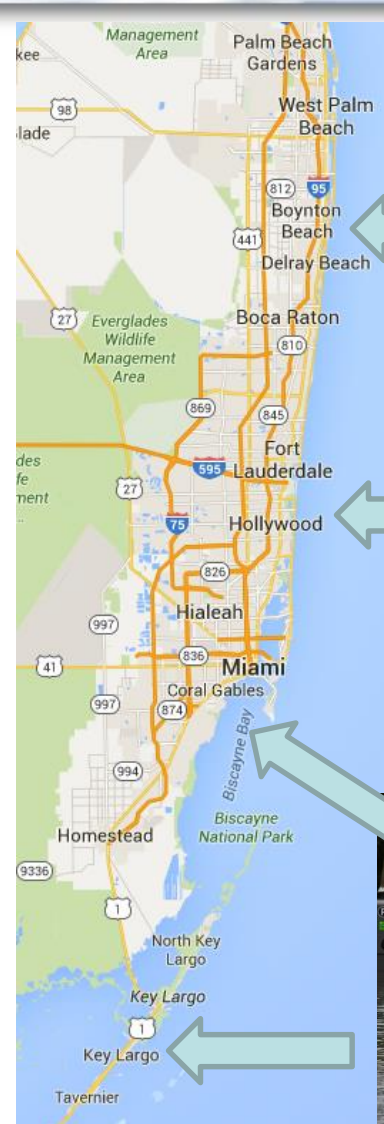 Management
Area
kee
Palm Beach
Gardens
98
West Palm
Beach
lade
812
95
Boynton
Beach
441
Delray Beach
27
Everglades
Wildlife
Management
Area
Boca Raton
810
869
845
Fort
Lauderdale
des
fe
ment
595
27
75
Hollywood
826
Hialeah
997
836
41
Miami
Coral Gables
997
874
Biscayne Bay
994
Biscayne
National Park
Homestead
9336
1
North Key
Largo
Key Largo
1
Key Largo
Tavernier